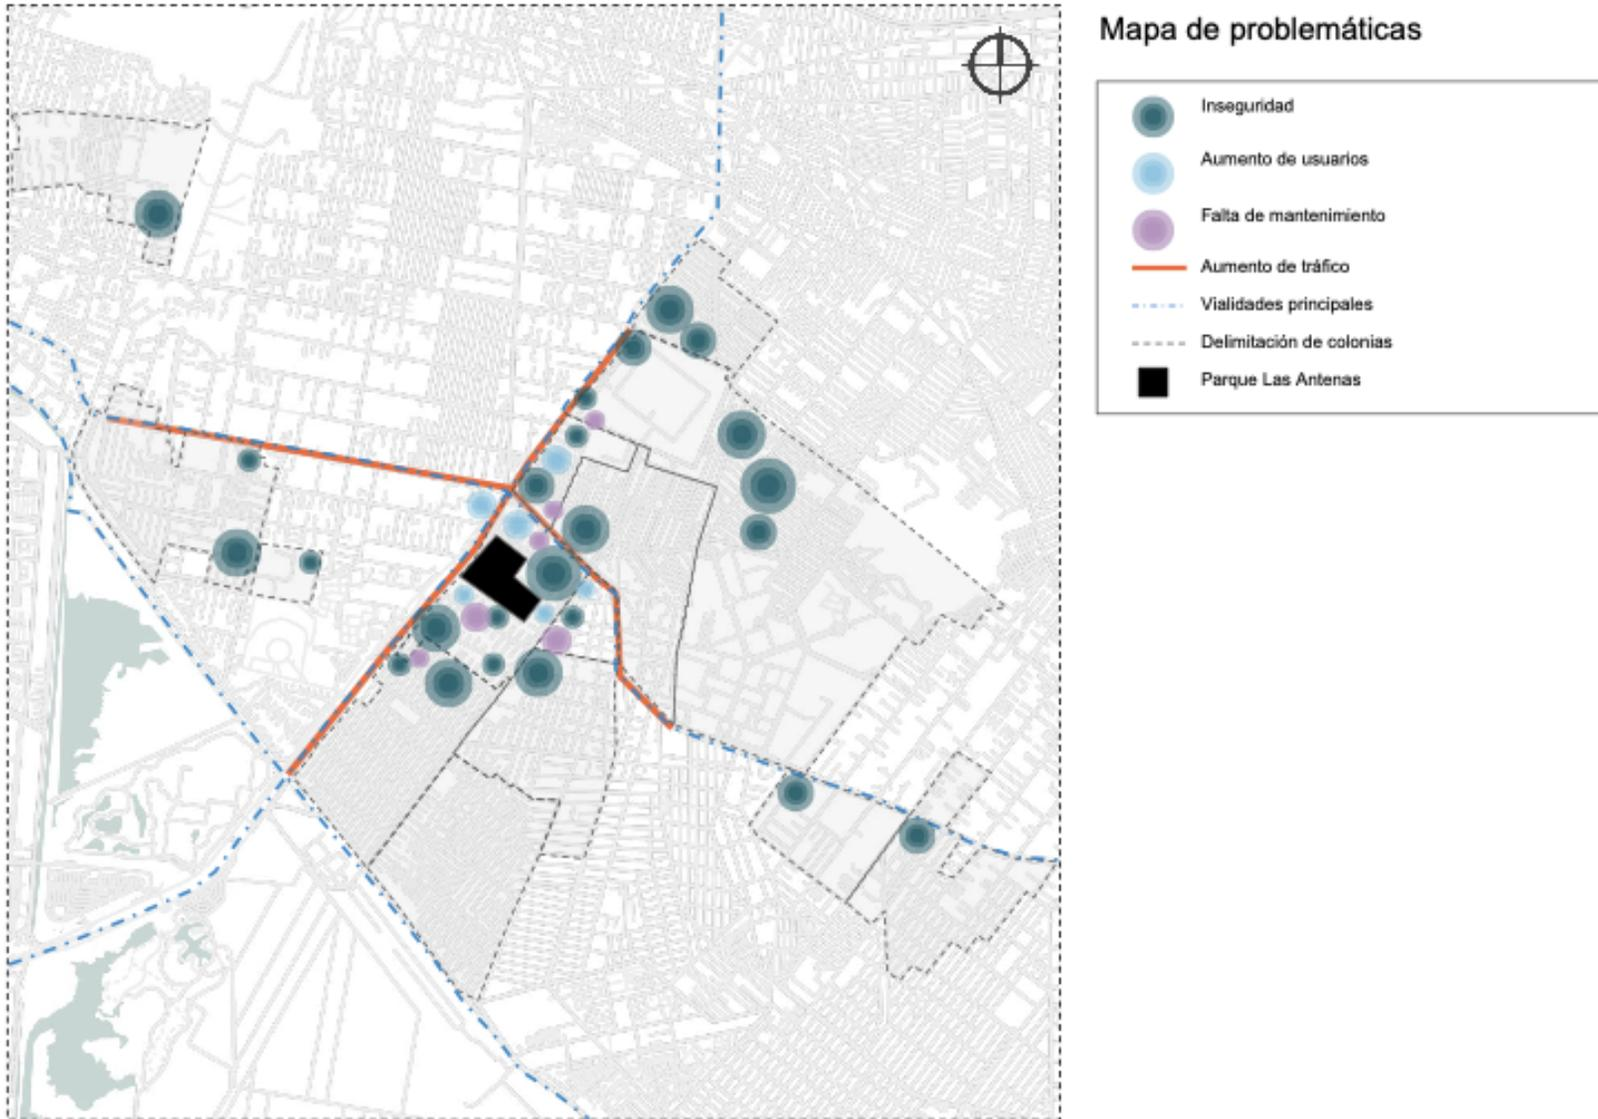 Mapa de problemáticas
Inseguridad
Aumento de usuarios
Falta de mantenimiento
Aumento de tráfico
Vialidades principales
Delimitación de colonias
Parque Las Antenas